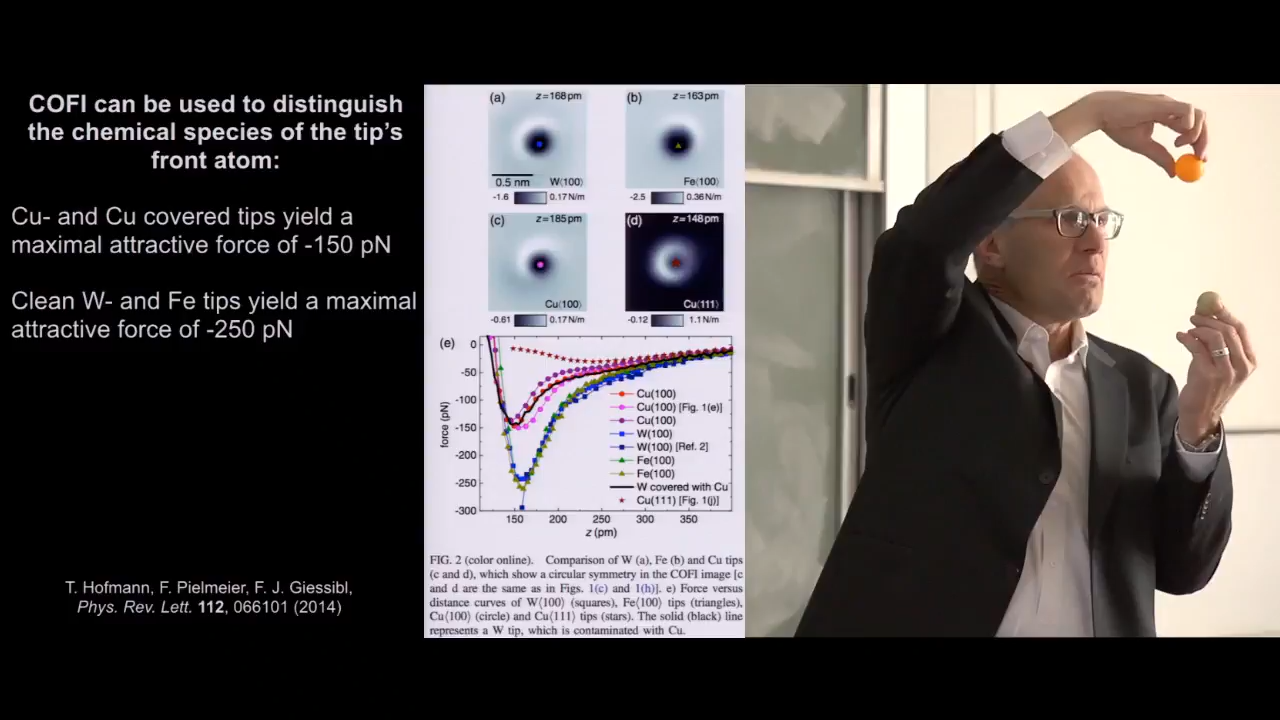 COFI can be used to distinguish
the chemical species of the tip's
front atom:
Cu- and Cu covered tips yield a
maximal attractive force of -150 pN
Clean W- and Fe tips yield a maximal
attractive force of -250 pN
T. Hofmann, F. Pielmeier, F. J. Giessibl,
Phys. Rev. Lett. 112, 066101 (2014)
(a) z=168pm
0.5 nm W⟨100⟩
-1.6 0.17 N/m
(b) z=163pm
Fe⟨100⟩
-2.5 0.36 N/m
(c) z=185pm
Cu⟨100⟩
-0.61 0.17 N/m
(d) z=148pm
Cu⟨111⟩
-0.12 1.1 N/m
(e)
force (pN)
0
-50
-100
-150
-200
-250
-300
Cu⟨100⟩
Cu⟨100⟩ [Fig. 1(e)]
Cu⟨100⟩
W⟨100⟩
W⟨100⟩ [Ref. 2]
Fe⟨100⟩
Fe⟨100⟩
W covered with Cu
Cu⟨111⟩ [Fig. 1(j)]
150 200 250 300 350
z (pm)
FIG. 2 (color online). Comparison of W (a), Fe (b) and Cu tips
(c and d), which show a circular symmetry in the COFI image [c
and d are the same as in Figs. 1(c) and 1(h)]. e) Force versus
distance curves of W⟨100⟩ (squares), Fe⟨100⟩ tips (triangles),
Cu⟨100⟩ (circle) and Cu⟨111⟩ tips (stars). The solid (black) line
represents a W tip, which is contaminated with Cu.